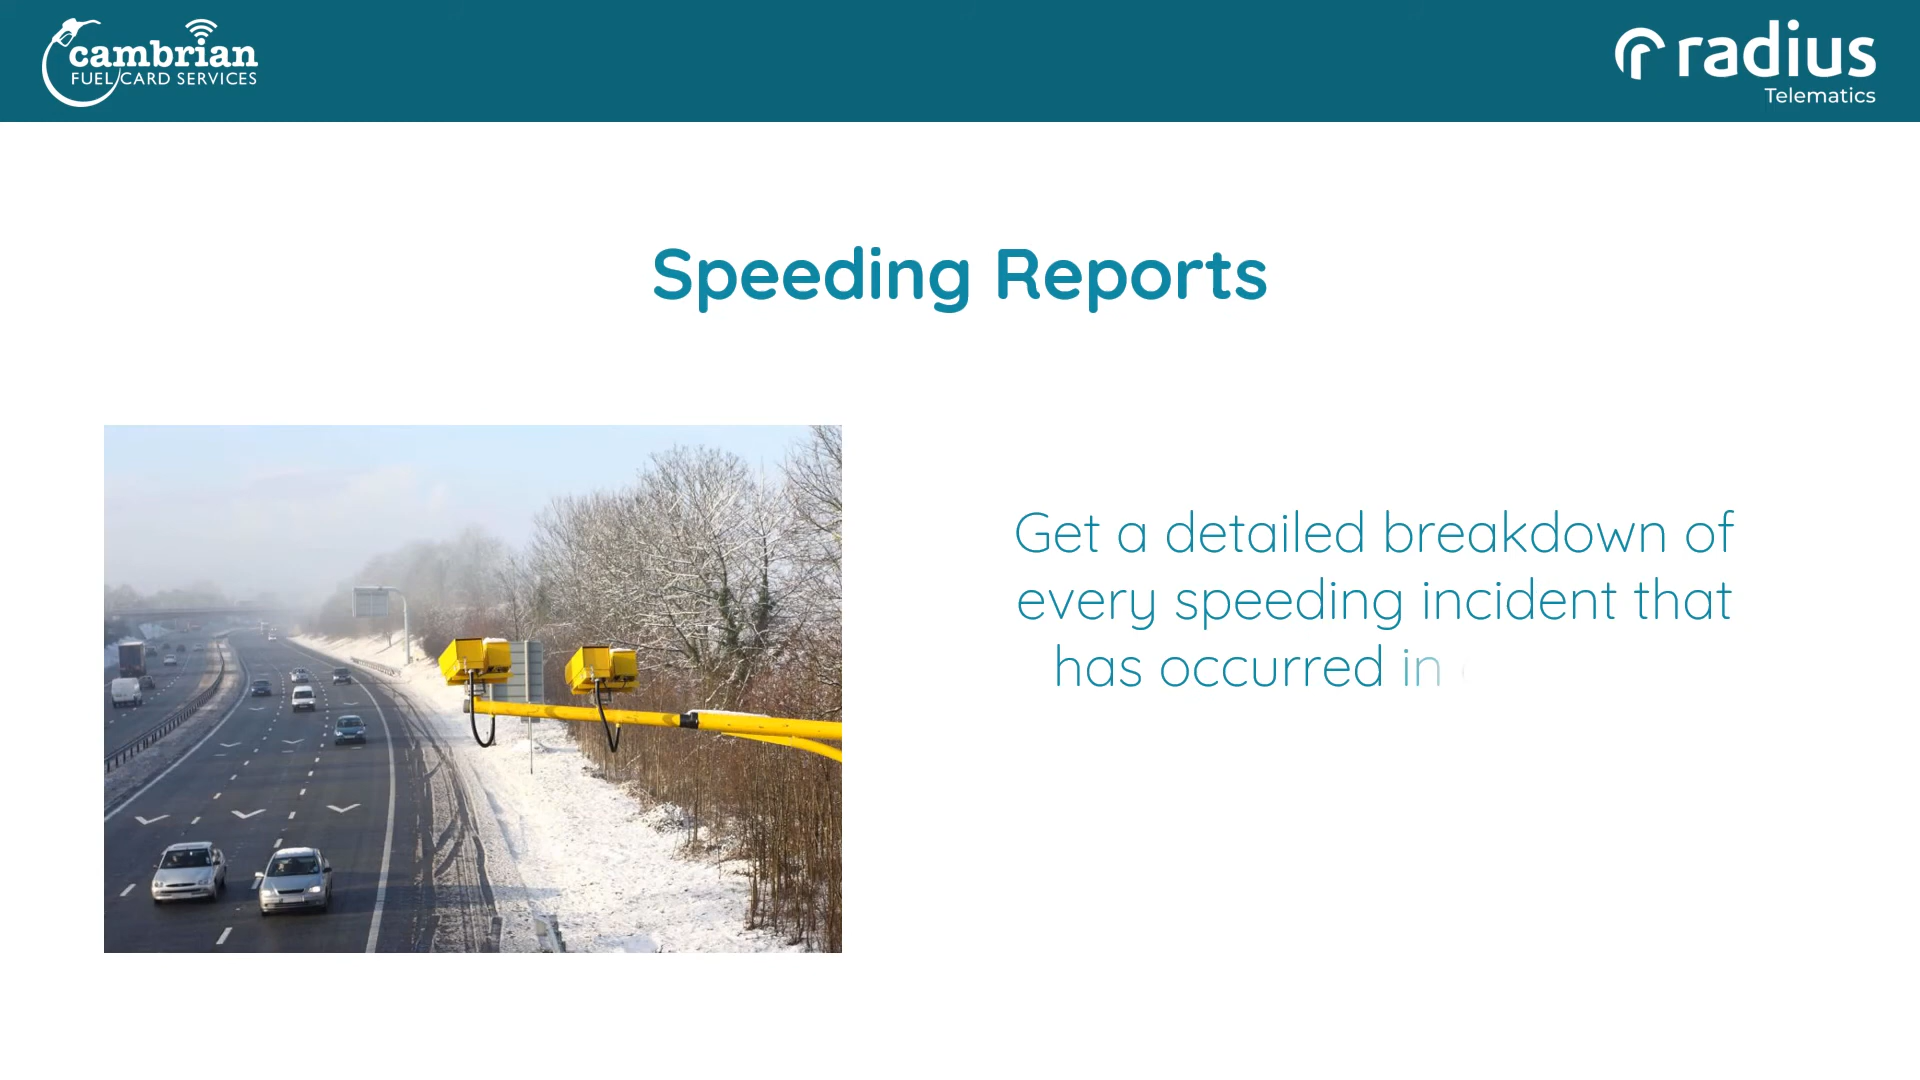 cambrian
FUEL CARD SERVICES
radius
Telematics
Speeding Reports
Get a detailed breakdown of
every speeding incident that
has occurred in